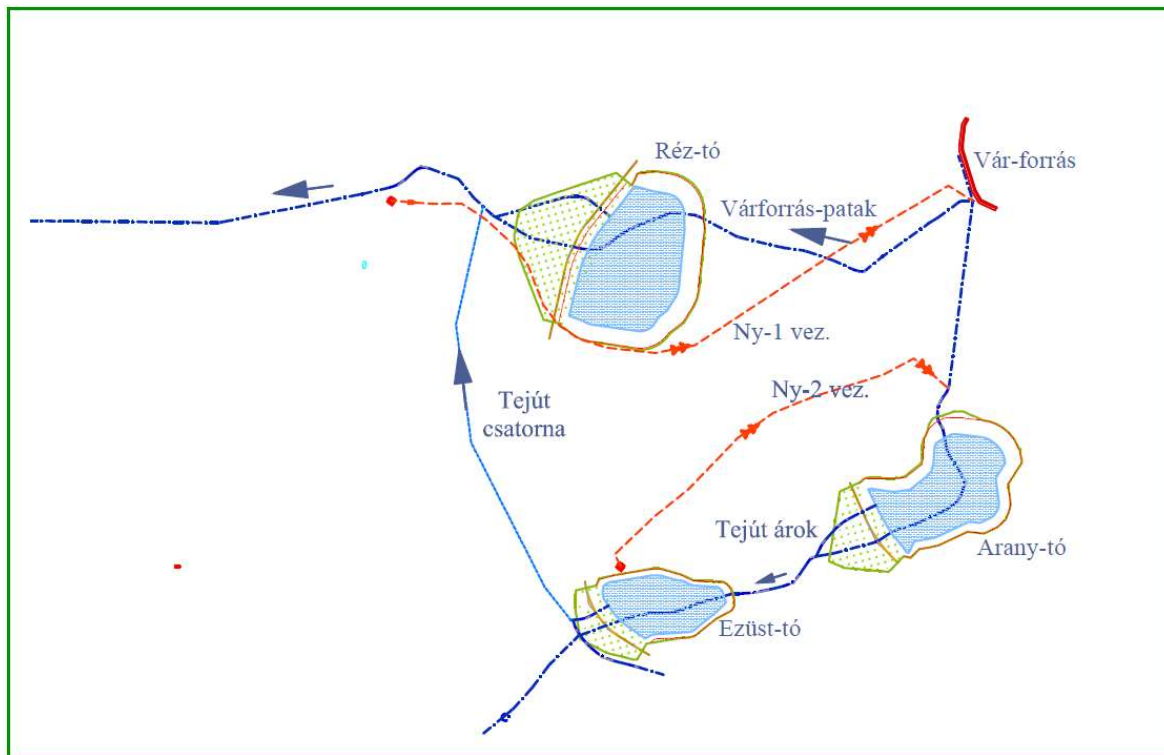 Réz-tó
Vár-forrás
Várforrás-patak
Ny-1 vez.
Ny-2 vez.
Tejút
csatorna
Tejút árok
Arany-tó
Ezüst-tó